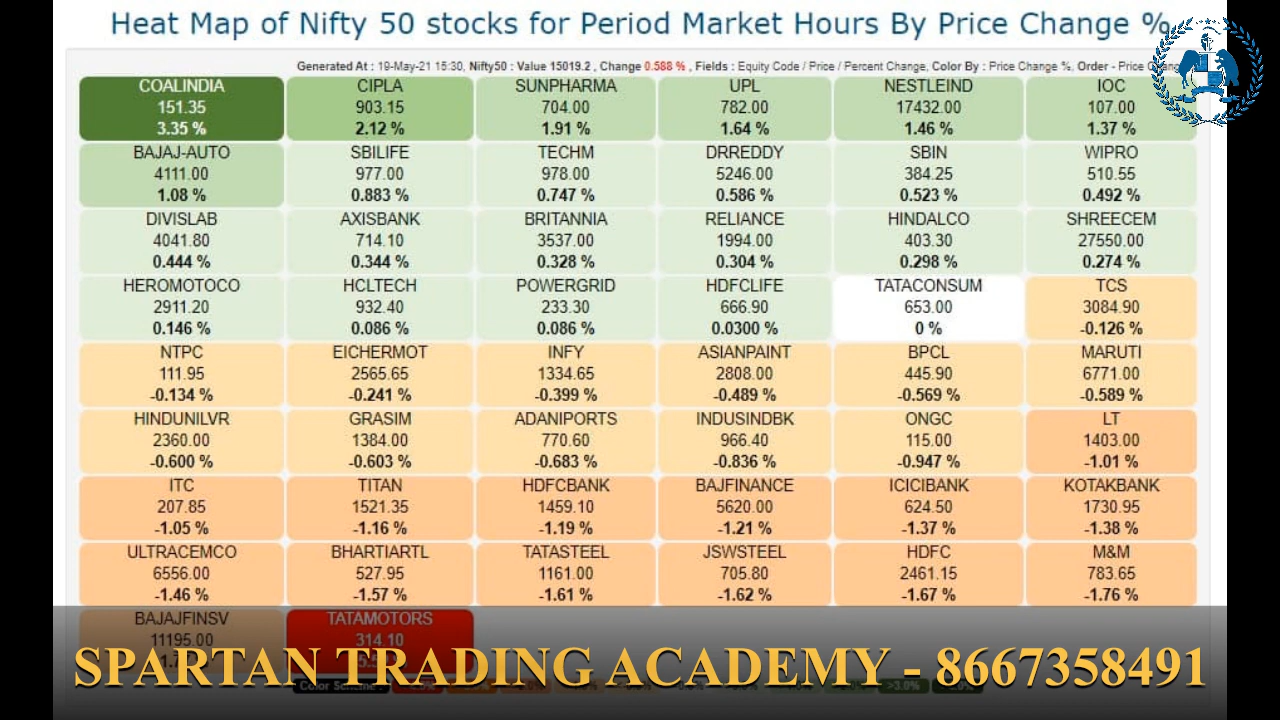 Heat Map of Nifty 50 stocks for Period Market Hours By Price Change %
Generated At : 19-May-21 15:30, Nifty50 : Value 15019.2 , Change 0.588 % , Fields : Equity Code / Price / Percent Change, Color By : Price Change %, Order - Price
COALINDIA CIPLA SUNPHARMA UPL NESTLEIND IOC
151.35 903.15 704.00 782.00 17432.00 107.00
3.35 % 2.12 % 1.91 % 1.64 % 1.46 % 1.37 %
BAJAJ-AUTO SBILIFE TECHM DRREDDY SBIN WIPRO
4111.00 977.00 978.00 5246.00 384.25 510.55
1.08 % 0.883 % 0.747 % 0.586 % 0.523 % 0.492 %
DIVISLAB AXISBANK BRITANNIA RELIANCE HINDALCO SHREECEM
4041.80 714.10 3537.00 1994.00 403.30 27550.00
0.444 % 0.344 % 0.328 % 0.304 % 0.298 % 0.274 %
HEROMOTOCO HCLTECH POWERGRID HDFCLIFE TATACONSUM TCS
2911.20 932.40 233.30 666.90 653.00 3084.90
0.146 % 0.086 % 0.086 % 0.0300 % 0 % -0.126 %
NTPC EICHERMOT INFY ASIANPAINT BPCL MARUTI
111.95 2565.65 1334.65 2808.00 445.90 6771.00
-0.134 % -0.241 % -0.399 % -0.489 % -0.569 % -0.589 %
HINDUNILVR GRASIM ADANIPORTS INDUSINDBK ONGC LT
2360.00 1384.00 770.60 966.40 115.00 1403.00
-0.600 % -0.603 % -0.683 % -0.836 % -0.947 % -1.01 %
ITC TITAN HDFCBANK BAJFINANCE ICICIBANK KOTAKBANK
207.85 1521.35 1459.10 5620.00 624.50 1730.95
-1.05 % -1.16 % -1.19 % -1.21 % -1.37 % -1.38 %
ULTRACEMCO BHARTIARTL TATASTEEL JSWSTEEL HDFC M&M
6556.00 527.95 1161.00 705.80 2461.15 783.65
-1.46 % -1.57 % -1.61 % -1.62 % -1.67 % -1.76 %
BAJAJFINSV TATAMOTORS
11195.00 314.10
SPARTAN TRADING ACADEMY - 8667358491
Color Scheme :